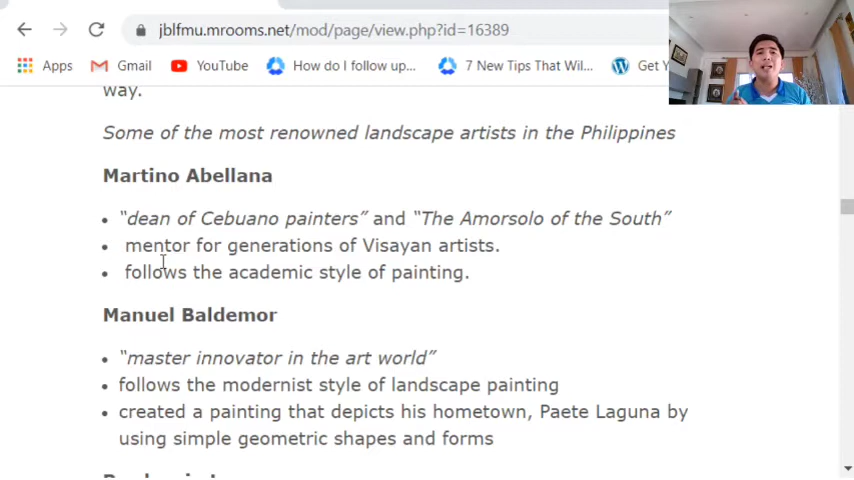 jblfmu.mrooms.net/mod/page/view.php?id=16389
Apps Gmail YouTube How do I follow up... 7 New Tips That Wil... Get Y
way.
Some of the most renowned landscape artists in the Philippines
Martino Abellana
• “dean of Cebuano painters” and “The Amorsolo of the South”
• mentor for generations of Visayan artists.
• follows the academic style of painting.
Manuel Baldemor
• “master innovator in the art world”
• follows the modernist style of landscape painting
• created a painting that depicts his hometown, Paete Laguna by
using simple geometric shapes and forms